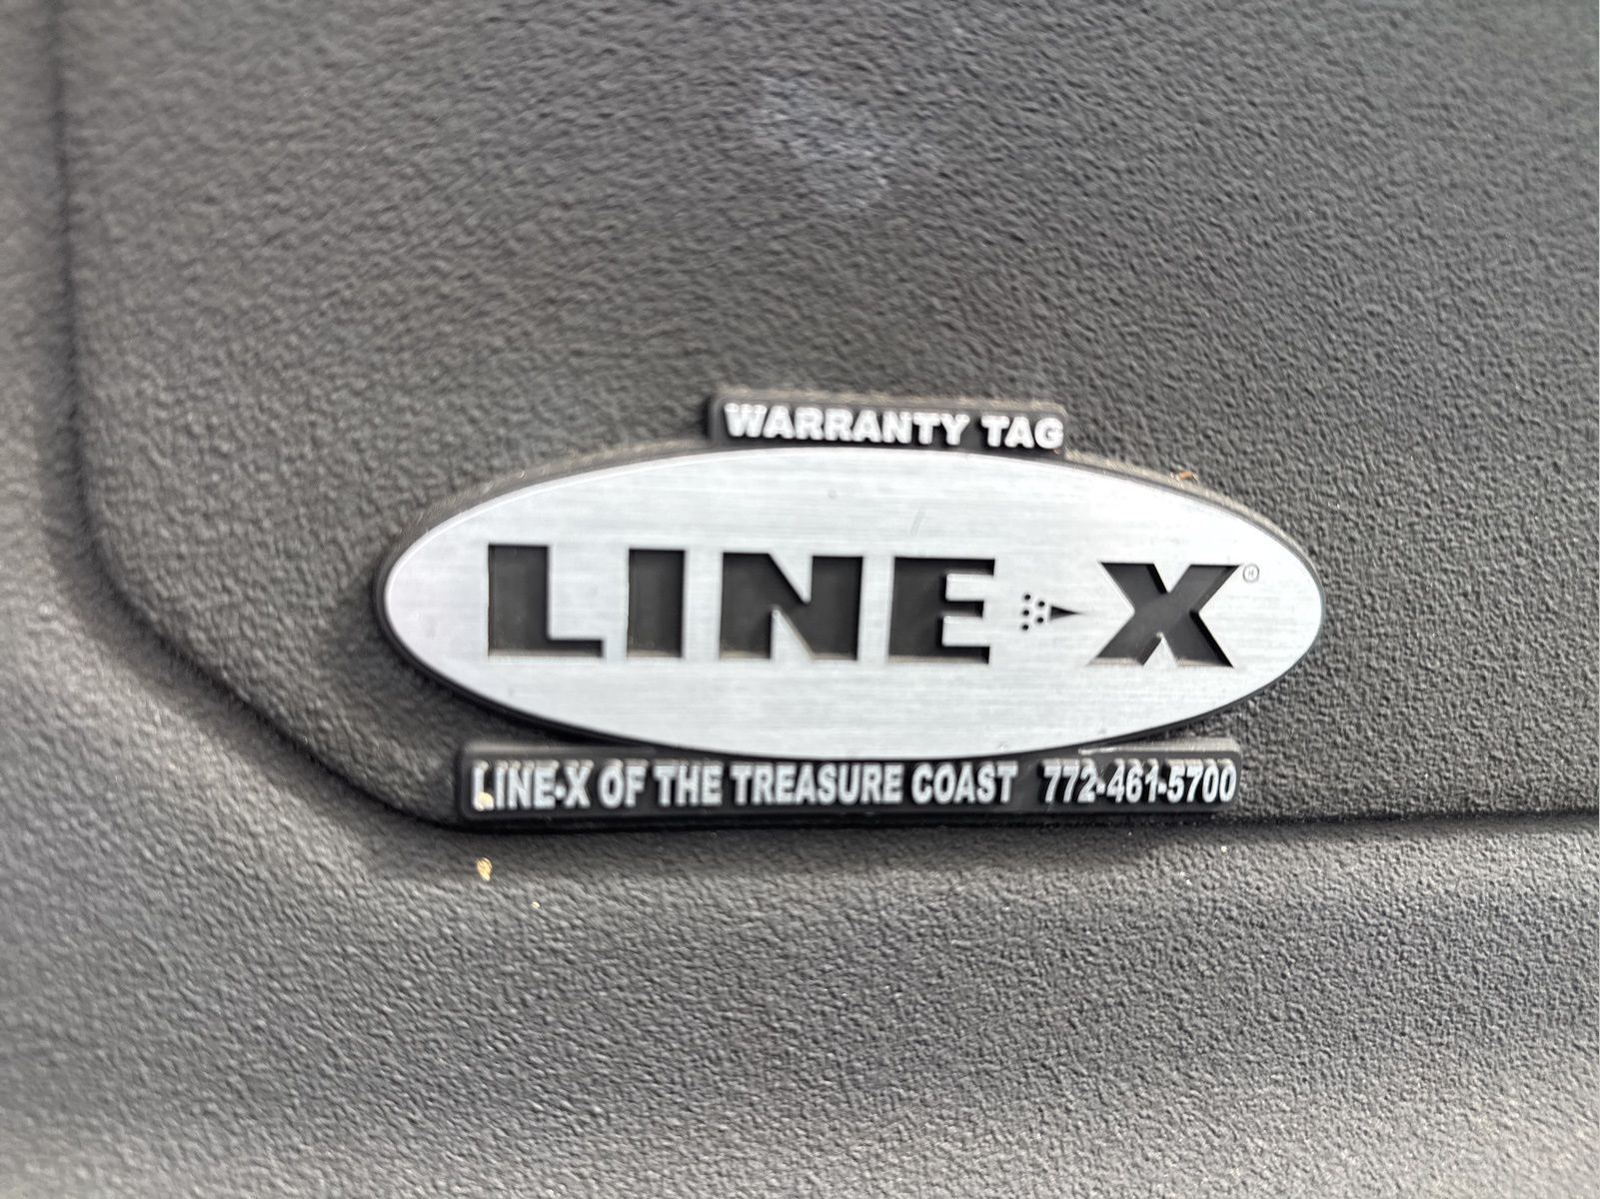 WARRANTY TAG
LINE-X®
LINE-X OF THE TREASURE COAST 772-461-5700